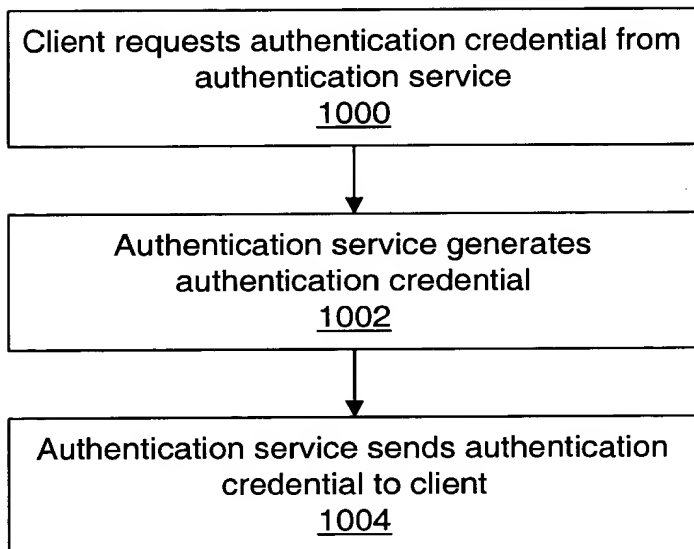 Client requests authentication credential from
authentication service
1000
Authentication service generates
authentication credential
1002
Authentication service sends authentication
credential to client
1004